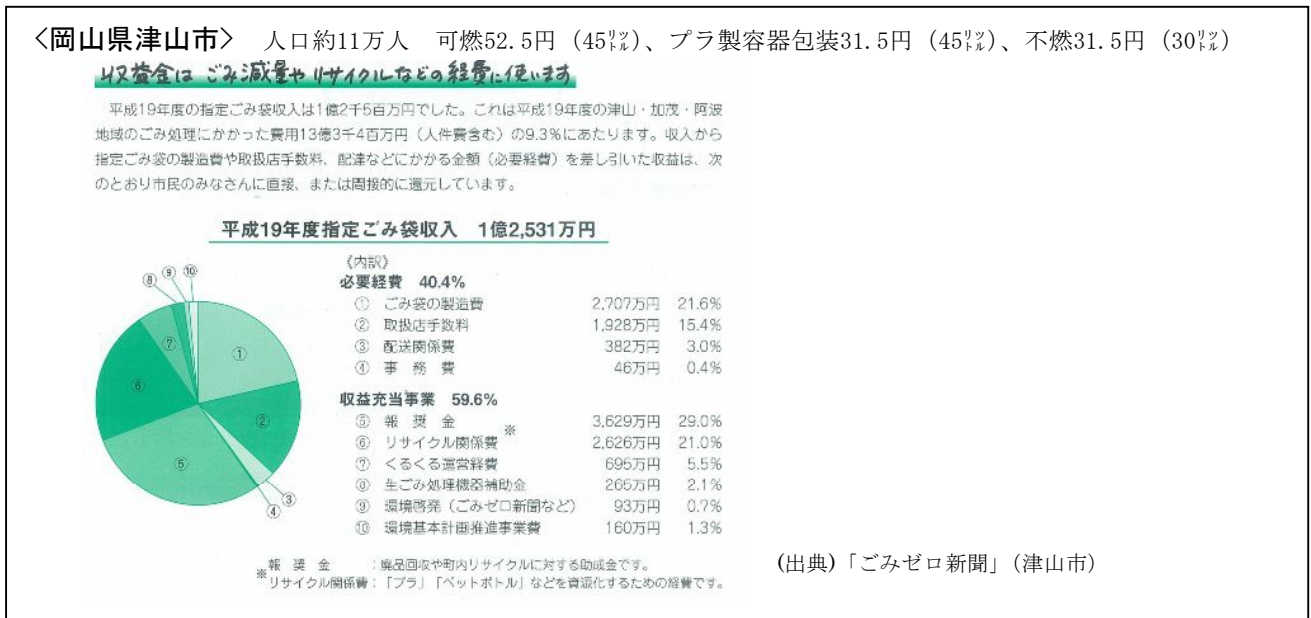 <岡山県津山市> 人口約11万人 可燃52.5円(45㍑)、プラ製容器包装31.5円(45㍑)、不燃31.5円(30㍑)
収益金は ごみ減量やリサイクルなどの経費に使います
平成19年度の指定ごみ袋収入は1億2千5百万円でした。これは平成19年度の津山・加茂・阿波
地域のごみ処理にかかった費用13億3千4百万円(人件費含む)の9.3%にあたります。収入から
指定ごみ袋の製造費や取扱店手数料、配達などにかかる金額(必要経費)を差し引いた収益は、次
のとおり市民のみなさんに直接、または間接的に還元しています。
平成19年度指定ごみ袋収入 1億2,531万円
《内訳》
必要経費 40.4%
① ごみ袋の製造費 2,707万円 21.6%
② 取扱店手数料 1,928万円 15.4%
③ 配送関係費 382万円 3.0%
④ 事務費 46万円 0.4%
収益充当事業 59.6%
⑤ 報奨金 3,629万円 29.0%
※
⑥ リサイクル関係費 2,626万円 21.0%
⑦ くるくる運営経費 695万円 5.5%
⑧ 生ごみ処理機器補助金 265万円 2.1%
⑨ 環境啓発(ごみゼロ新聞など) 93万円 0.7%
⑩ 環境基本計画推進事業費 160万円 1.3%
⑧ ⑨ ⑩
⑦ ①
⑥
②
⑤
③
④
※報奨金 :廃品回収や町内リサイクルに対する助成金です。
リサイクル関係費:「プラ」「ペットボトル」などを資源化するための経費です。
(出典)「ごみゼロ新聞」(津山市)